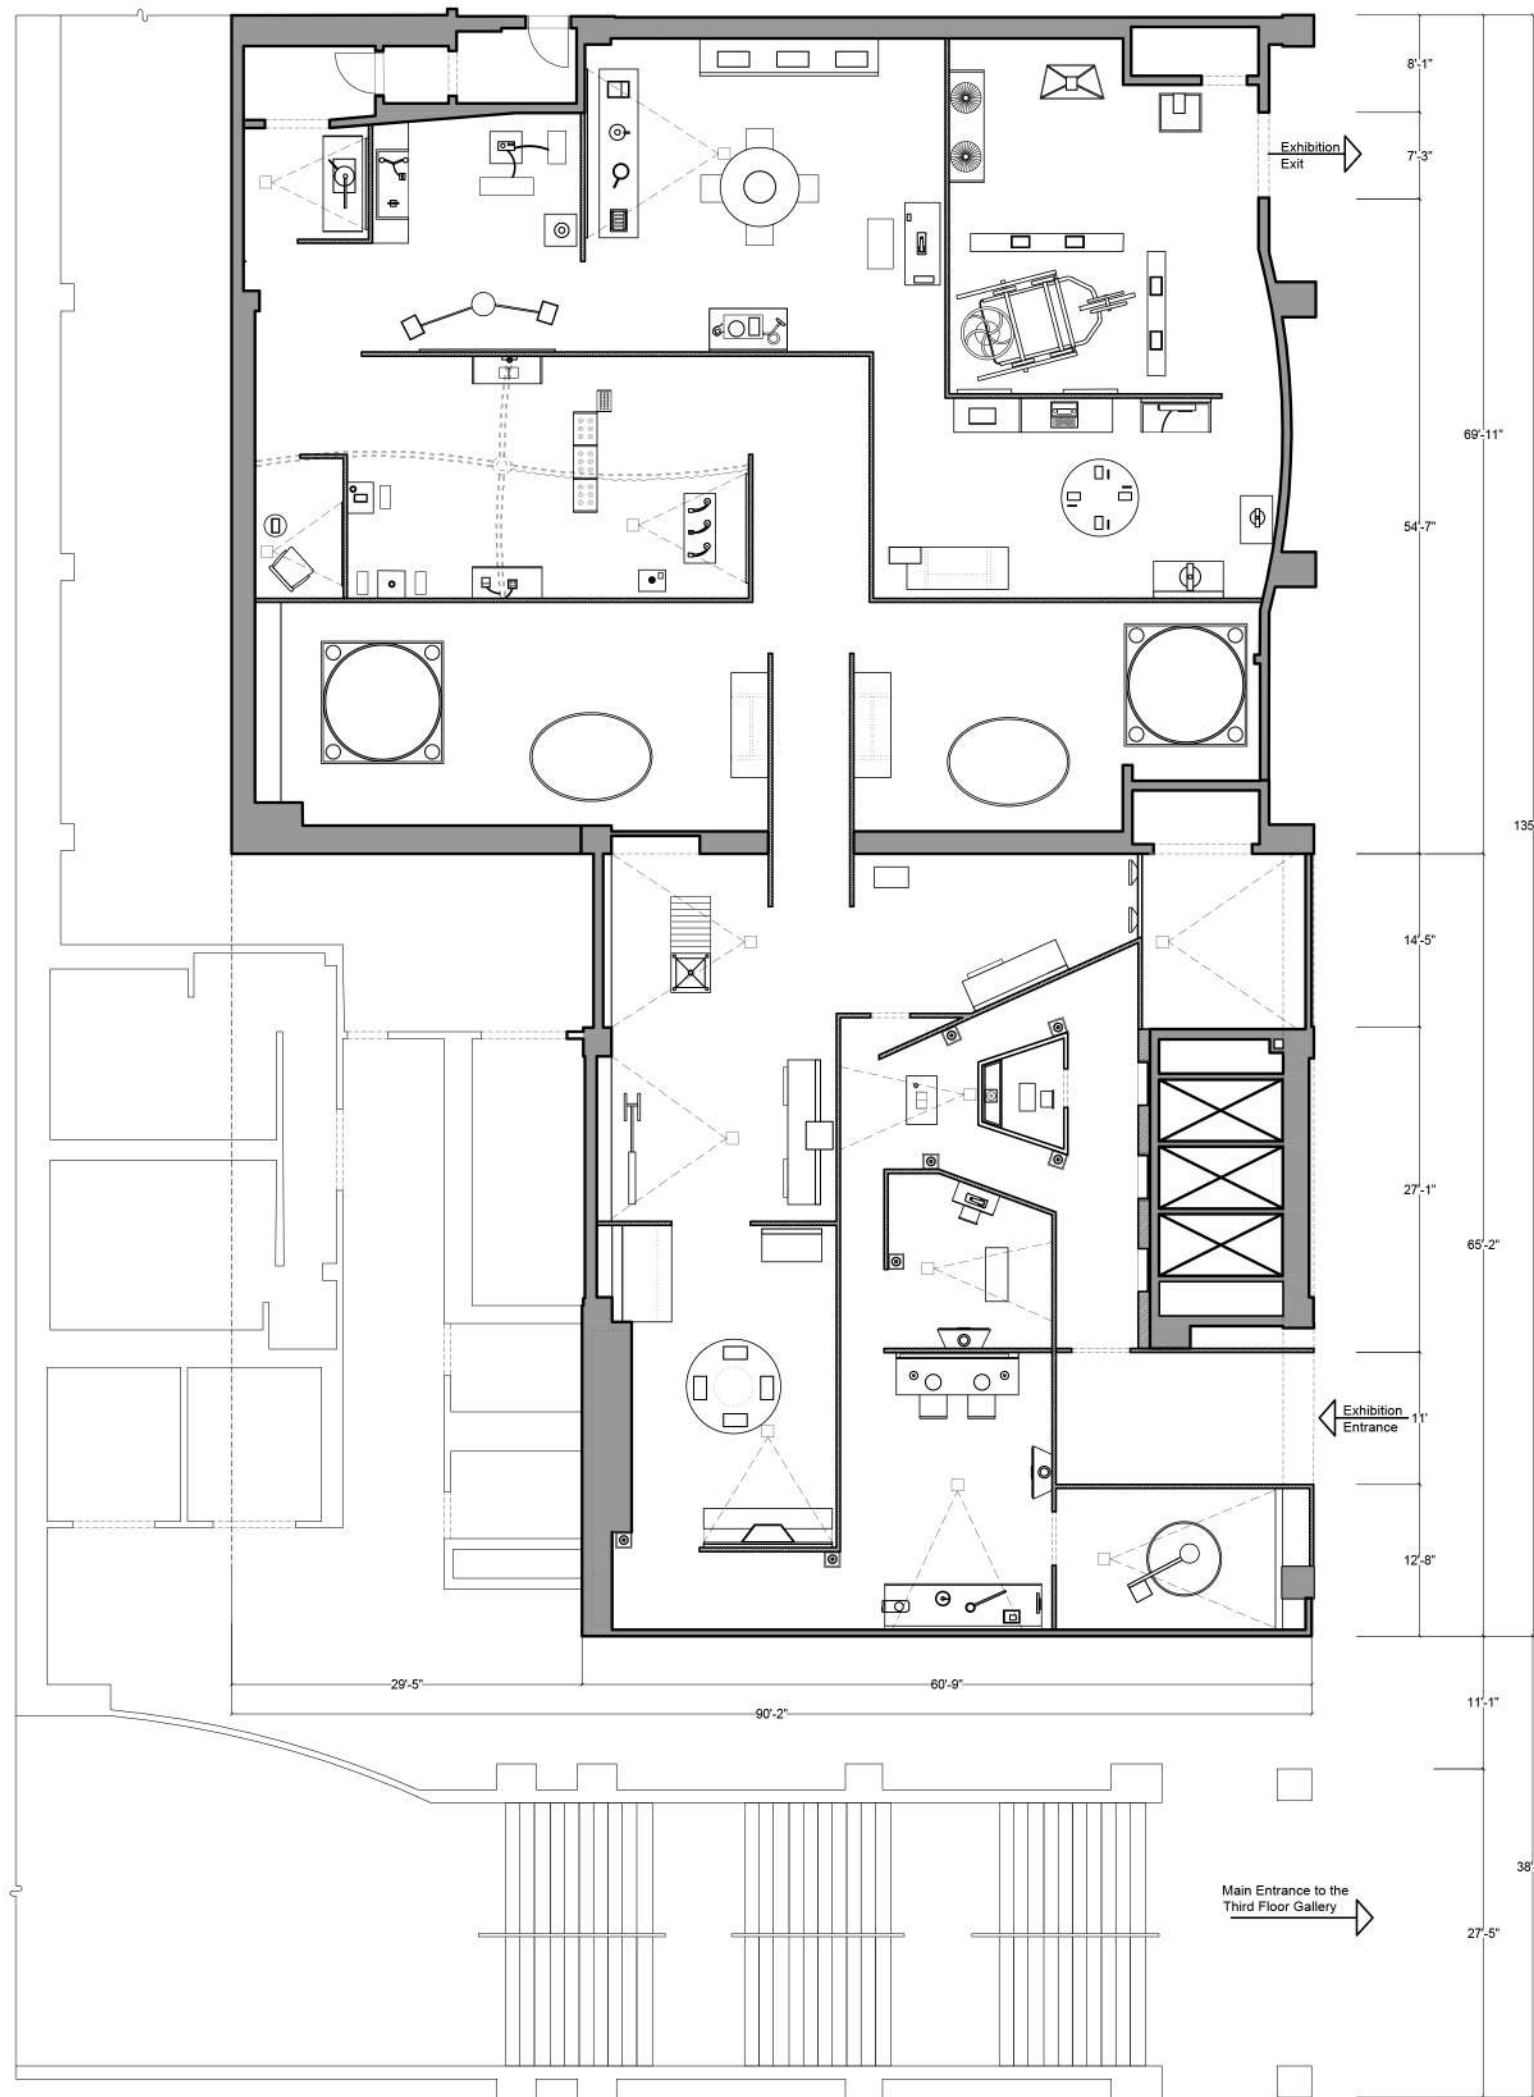 8'-1"
Exhibition
Exit
7'-3"
69'-11"
54'-7"
135
14'-5"
27'-1"
65'-2"
Exhibition
Entrance
11'
12'-8"
29'-5"
60'-9"
90'-2"
11'-1"
38'
Main Entrance to the
Third Floor Gallery
27'-5"